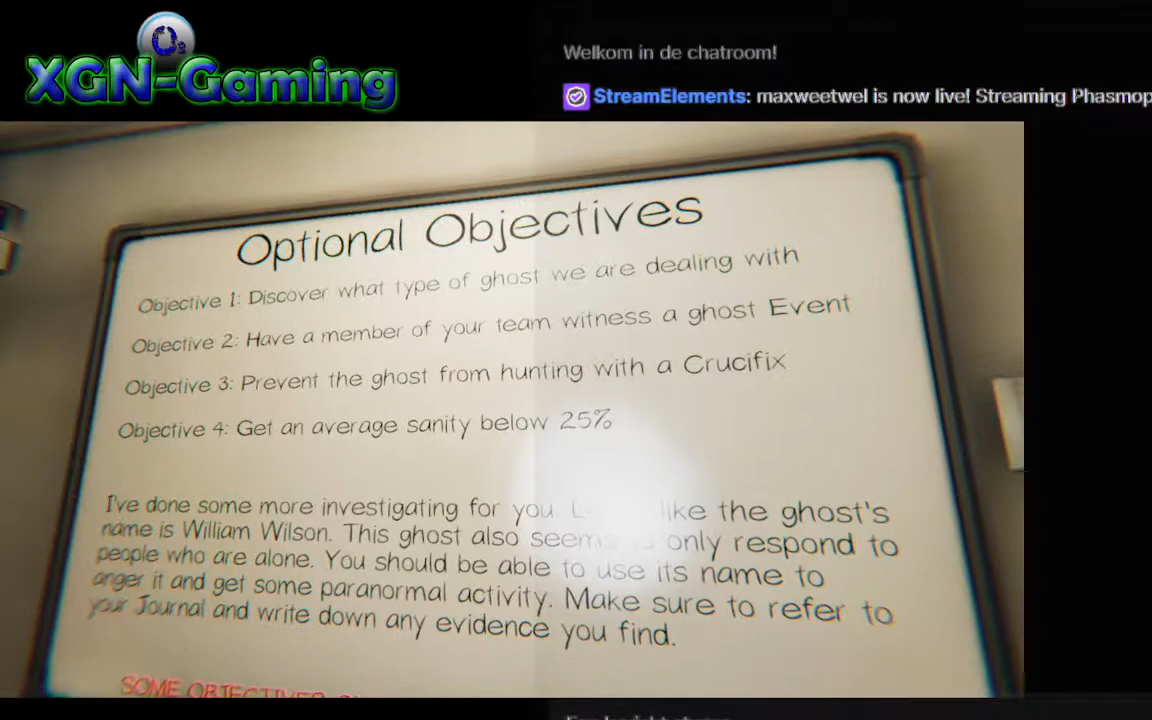 XGN-Gaming
Welkom in de chatroom!
StreamElements: maxweetwel is now live! Streaming Phasmop
Optional Objectives
Objective 1: Discover what type of ghost we are dealing with
Objective 2: Have a member of your team witness a ghost Event
Objective 3: Prevent the ghost from hunting with a Crucifix
Objective 4: Get an average sanity below 25%
I've done some more investigating for you like the ghost's
name is William Wilson. This ghost also seems only respond to
people who are alone. You should be able to use its name to
anger it and get some paranormal activity. Make sure to refer to
your Journal and write down any evidence you find.
SOME OBJECTIVES